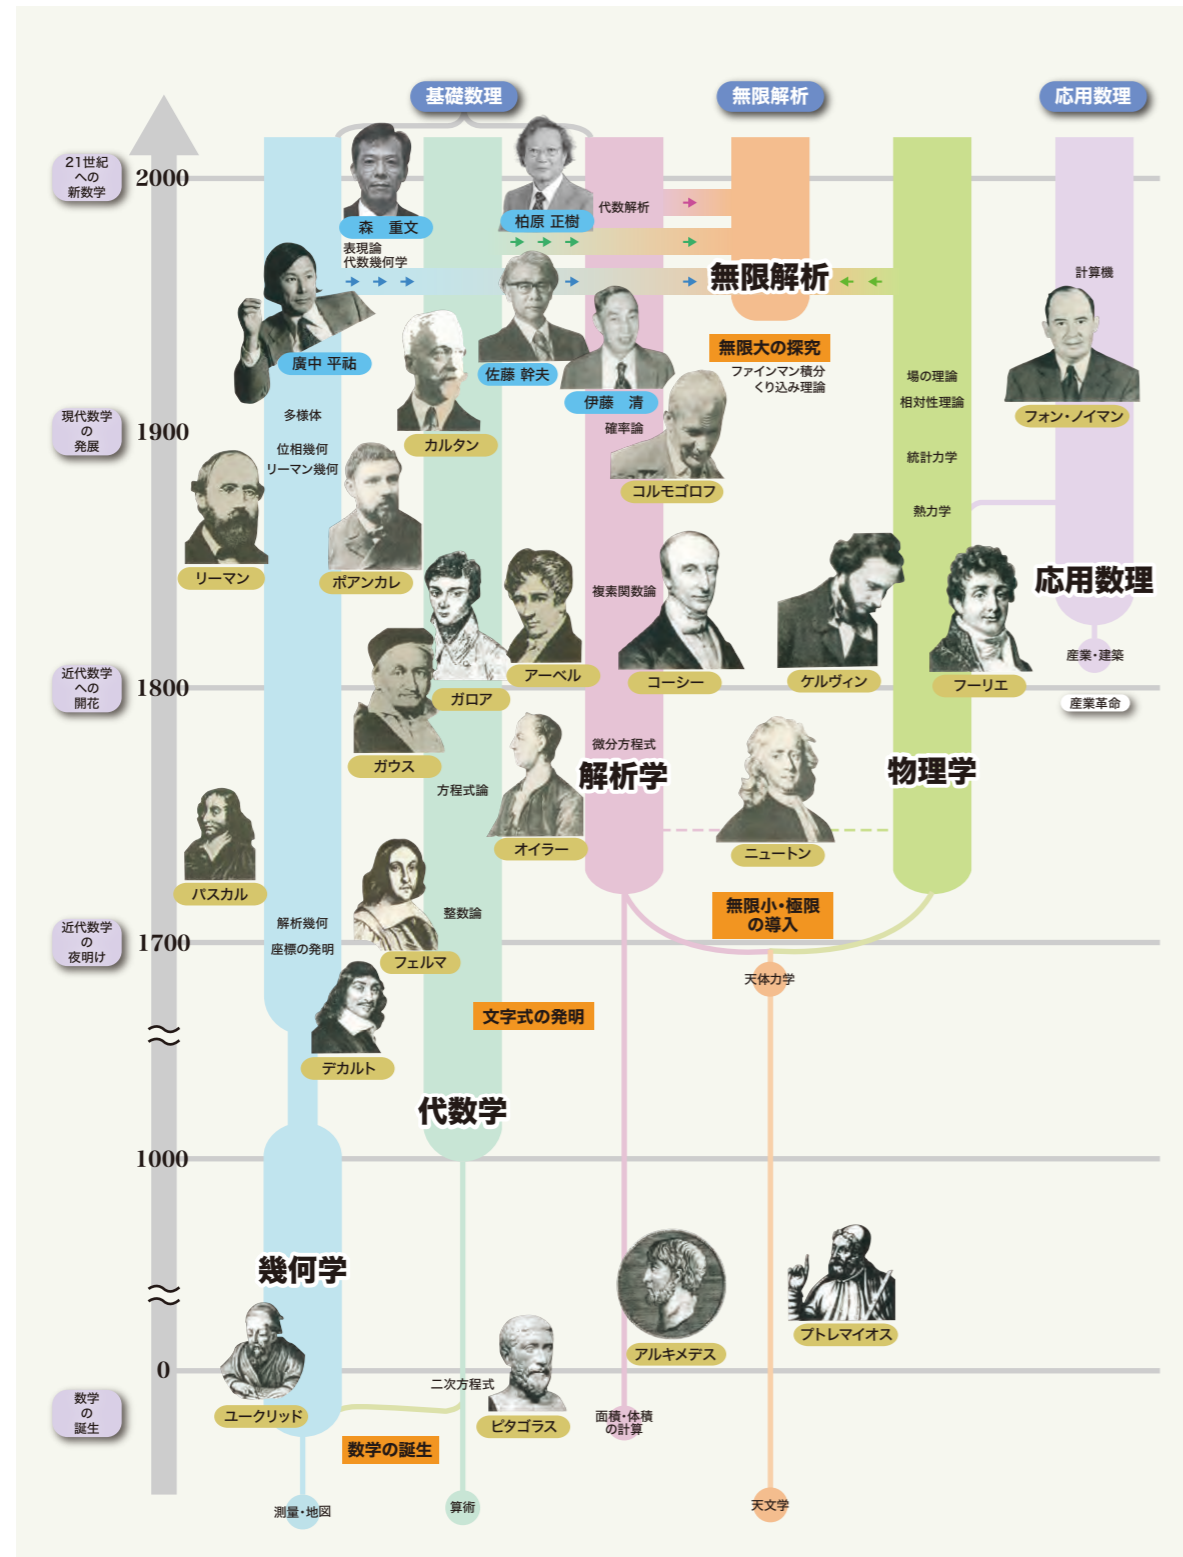 基礎数理
無限解析
応用数理
21世紀
への
新数学
2000
森　重文
柏原 正樹
代数解析
表現論
代数幾何学
無限解析
計算機
廣中 平祐
佐藤 幹夫
伊藤　清
無限大の探究
ファインマン積分
くり込み理論
場の理論
相対性理論
フォン・ノイマン
現代数学
の
発展
1900
多様体
カルタン
確率論
位相幾何
リーマン幾何
統計力学
コルモゴロフ
熱力学
リーマン
ポアンカレ
複素関数論
応用数理
産業・建築
近代数学
への
開花
1800
アーベル
コーシー
ケルヴィン
フーリエ
ガロア
産業革命
微分方程式
ガウス
解析学
物理学
方程式論
オイラー
ニュートン
パスカル
無限小・極限
の導入
解析幾何
整数論
近代数学
の
夜明け
1700
座標の発明
フェルマ
天体力学
文字式の発明
デカルト
代数学
1000
幾何学
プトレマイオス
アルキメデス
0
二次方程式
数学
の
誕生
ユークリッド
ピタゴラス
面積・体積
の計算
数学の誕生
測量・地図
算術
天文学